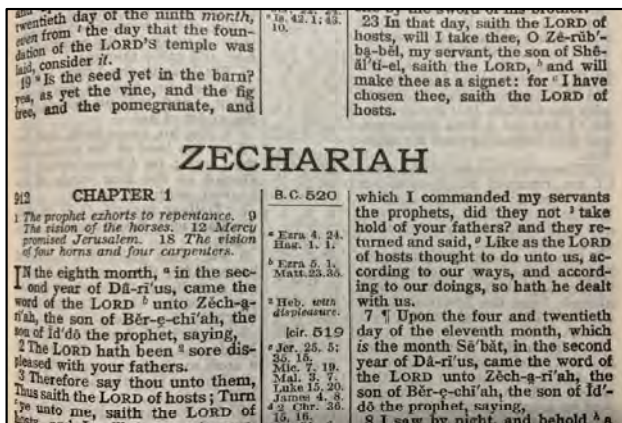 twentieth day of the ninth month,
even from ᶠ the day that the foun-
dation of the LORD'S temple was
laid, consider it.
19 ᵍ Is the seed yet in the barn?
yea, as yet the vine, and the fig
tree, and the pomegranate, and
Is. 42. 1; 43.
10.
23 In that day, saith the LORD of
hosts, will I take thee, O Zē-rŭb'-
ba̤-bĕl, my servant, the son of Shē-
ăl'ti-el, saith the LORD, ᵇ and will
make thee as a signet: for ᶜ I have
chosen thee, saith the LORD of
hosts.
ZECHARIAH
912
CHAPTER 1
1 The prophet exhorts to repentance. 9
The vision of the horses. 12 Mercy
promised Jerusalem. 18 The vision
of four horns and four carpenters.
IN the eighth month, ᵃ in the sec-
ond year of Dâ-rī'us, came the
word of the LORD ᵇ unto Zĕch-a̤-
rī'ah, the son of Bĕr-e̤-chī'ah, the
son of Id'dō the prophet, saying,
2 The LORD hath been ² sore dis-
pleased with your fathers.
3 Therefore say thou unto them,
Thus saith the LORD of hosts; Turn
ᶜ ye unto me, saith the LORD of
B.C. 520
ᵃ Ezra 4. 24.
Hag. 1. 1.
ᵇ Ezra 5. 1.
Matt. 23. 35.
² Heb. with
displeasure.
[cir. 519
ᶜ Jer. 25. 5;
35. 15.
Mic. 7. 19.
Mal. 3. 7.
Luke 15. 20.
James 4. 8.
ᵈ 2 Chr. 36.
15, 16.
which I commanded my servants
the prophets, did they not ³ take
hold of your fathers? and they re-
turned and said, ᵍ Like as the LORD
of hosts thought to do unto us, ac-
cording to our ways, and accord-
ing to our doings, so hath he dealt
with us.
7 ¶ Upon the four and twentieth
day of the eleventh month, which
is the month Sē'băt, in the second
year of Dâ-rī'us, came the word of
the LORD unto Zĕch-a̤-rī'ah, the
son of Bĕr-e̤-chī'ah, the son of Id'-
dō the prophet, saying,
8 I saw by night, and behold ʰ a